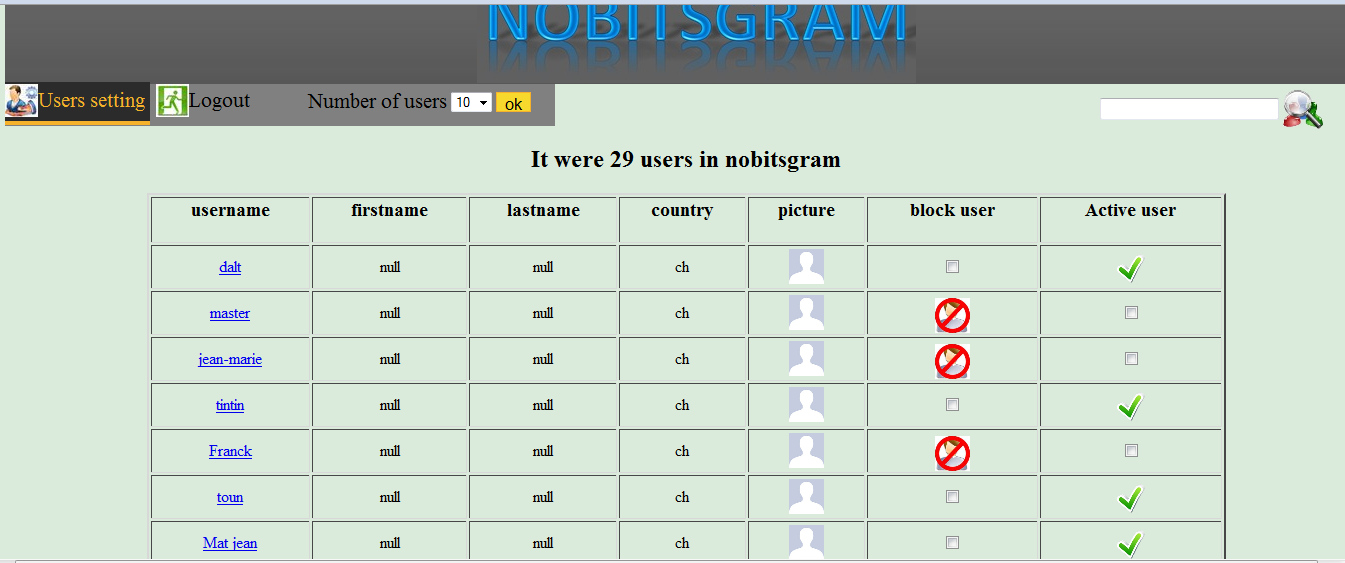 NOBITSGRAM
Users setting Logout Number of users 10 ok
It were 29 users in nobitsgram
username firstname lastname country picture block user Active user
dalt null null ch
master null null ch
jean-marie null null ch
tintin null null ch
Franck null null ch
toun null null ch
Mat jean null null ch